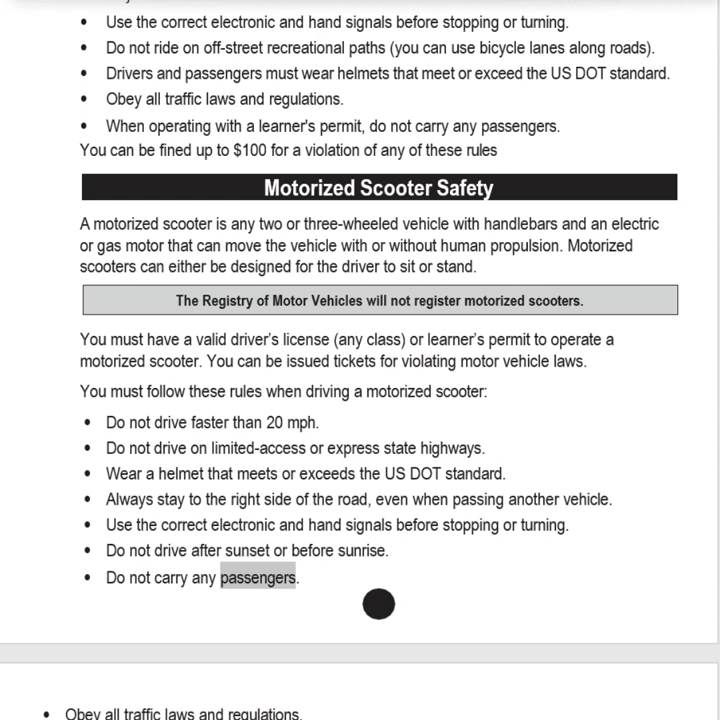 • Use the correct electronic and hand signals before stopping or turning.
• Do not ride on off-street recreational paths (you can use bicycle lanes along roads).
• Drivers and passengers must wear helmets that meet or exceed the US DOT standard.
• Obey all traffic laws and regulations.
• When operating with a learner's permit, do not carry any passengers.
You can be fined up to $100 for a violation of any of these rules
Motorized Scooter Safety
A motorized scooter is any two or three-wheeled vehicle with handlebars and an electric
or gas motor that can move the vehicle with or without human propulsion. Motorized
scooters can either be designed for the driver to sit or stand.
The Registry of Motor Vehicles will not register motorized scooters.
You must have a valid driver’s license (any class) or learner’s permit to operate a
motorized scooter. You can be issued tickets for violating motor vehicle laws.
You must follow these rules when driving a motorized scooter:
• Do not drive faster than 20 mph.
• Do not drive on limited-access or express state highways.
• Wear a helmet that meets or exceeds the US DOT standard.
• Always stay to the right side of the road, even when passing another vehicle.
• Use the correct electronic and hand signals before stopping or turning.
• Do not drive after sunset or before sunrise.
• Do not carry any passengers.
• Obey all traffic laws and regulations.